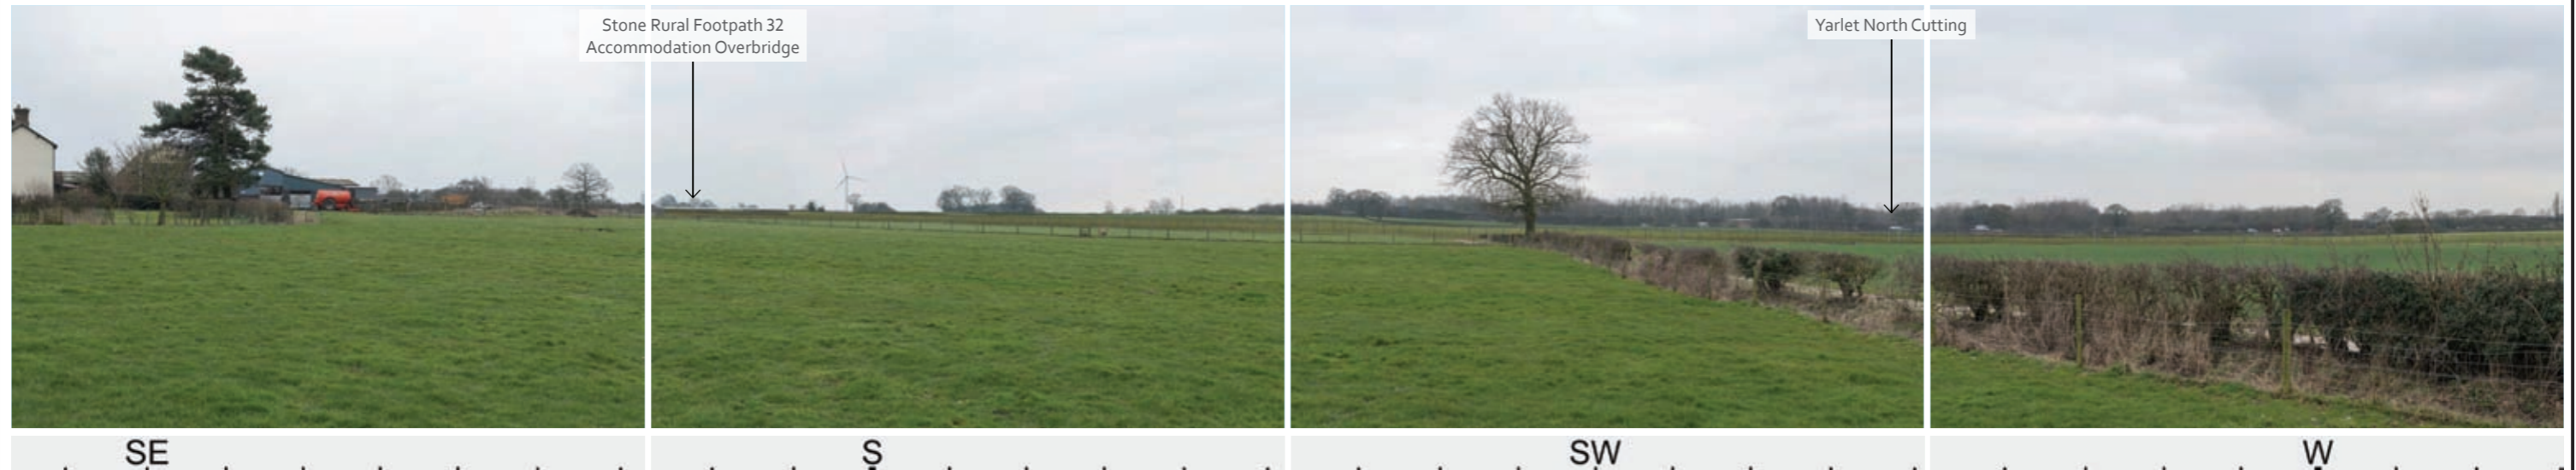 Stone Rural Footpath 32
Accommodation Overbridge
Yarlet North Cutting
SE
S
SW
W